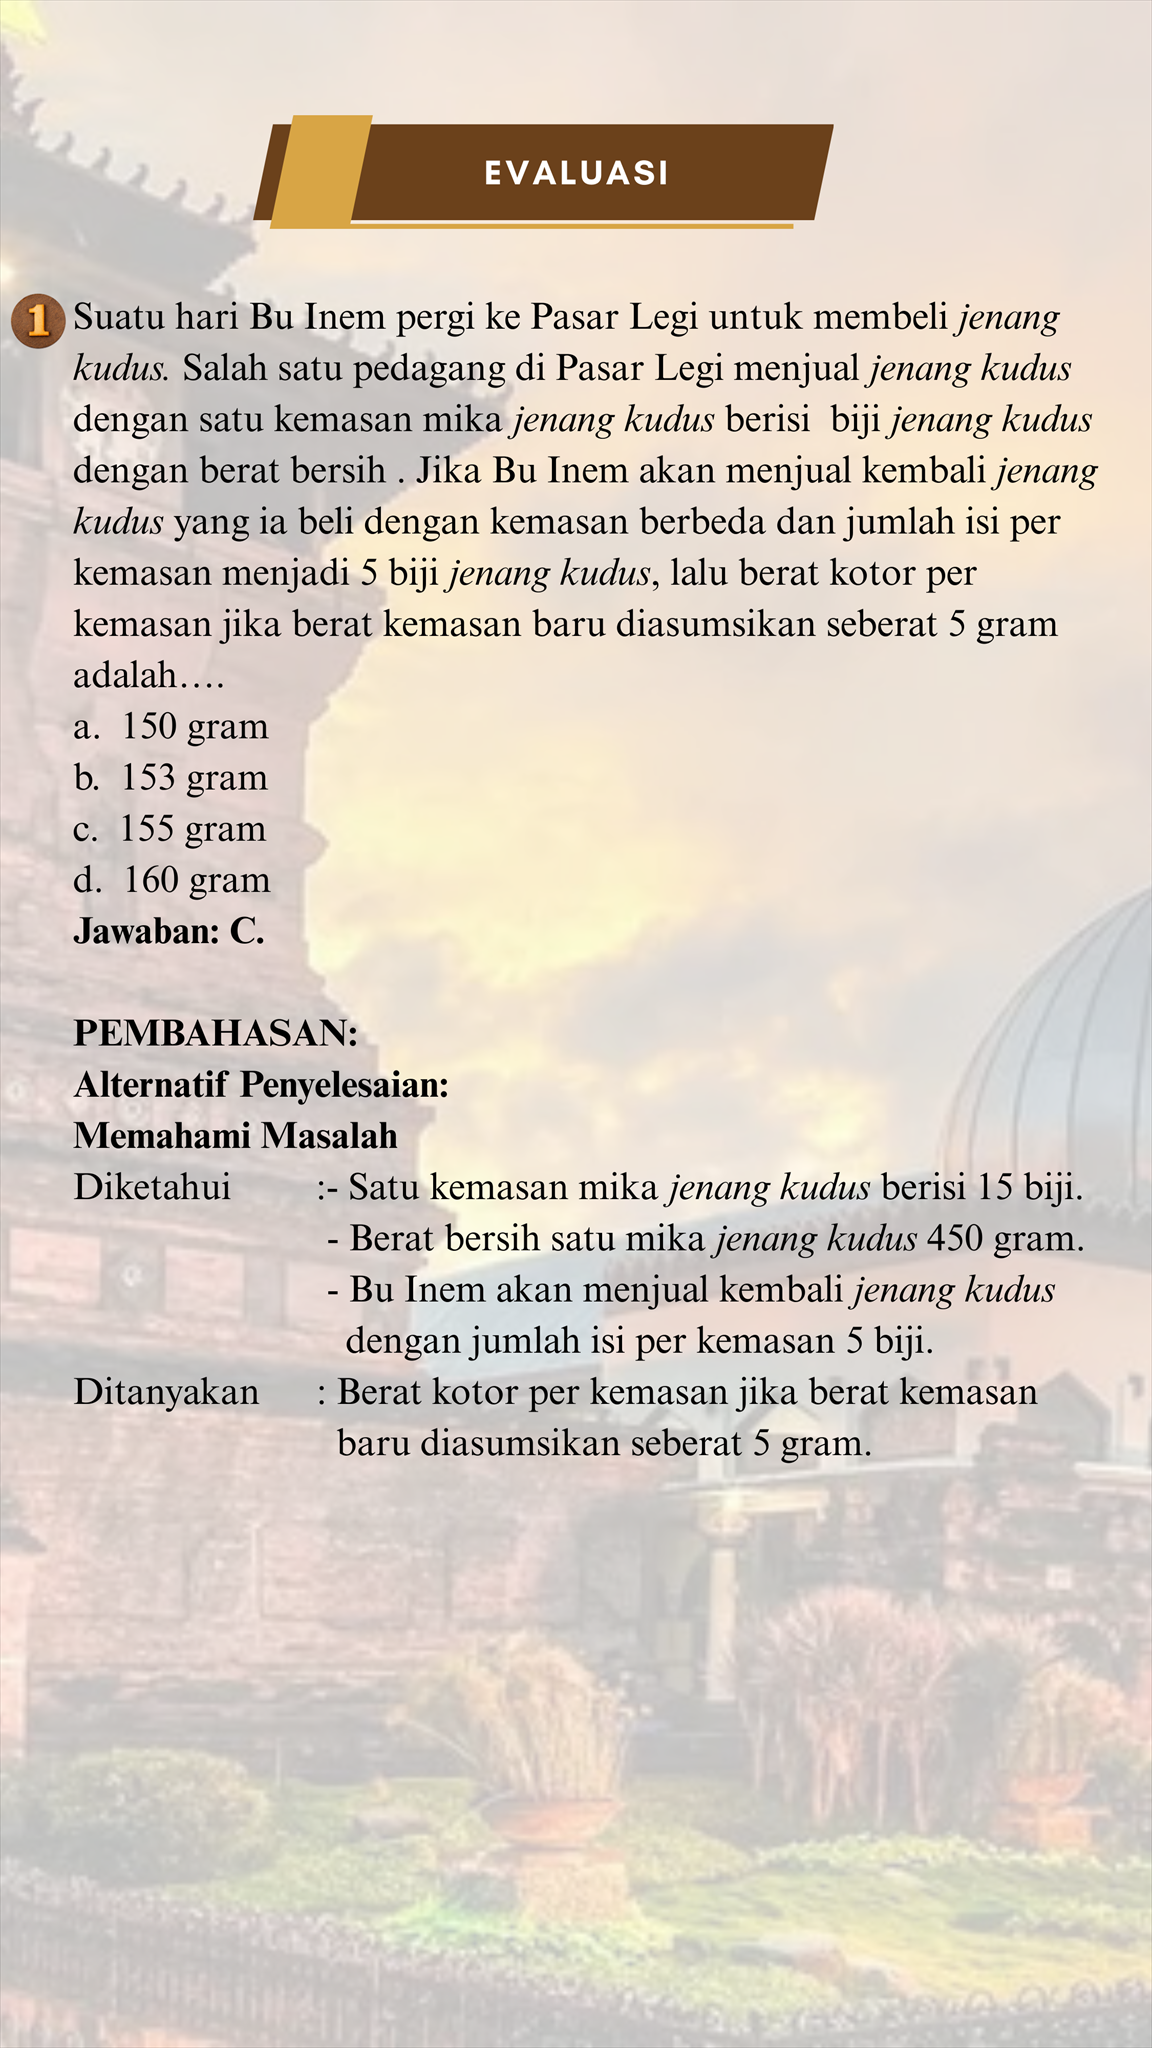 EVALUASI
1 Suatu hari Bu Inem pergi ke Pasar Legi untuk membeli jenang
kudus. Salah satu pedagang di Pasar Legi menjual jenang kudus
dengan satu kemasan mika jenang kudus berisi  biji jenang kudus
dengan berat bersih . Jika Bu Inem akan menjual kembali jenang
kudus yang ia beli dengan kemasan berbeda dan jumlah isi per
kemasan menjadi 5 biji jenang kudus, lalu berat kotor per
kemasan jika berat kemasan baru diasumsikan seberat 5 gram
adalah….
a. 150 gram
b. 153 gram
c. 155 gram
d. 160 gram
Jawaban: C.
PEMBAHASAN:
Alternatif Penyelesaian:
Memahami Masalah
Diketahui :- Satu kemasan mika jenang kudus berisi 15 biji.
- Berat bersih satu mika jenang kudus 450 gram.
- Bu Inem akan menjual kembali jenang kudus
dengan jumlah isi per kemasan 5 biji.
Ditanyakan : Berat kotor per kemasan jika berat kemasan
baru diasumsikan seberat 5 gram.